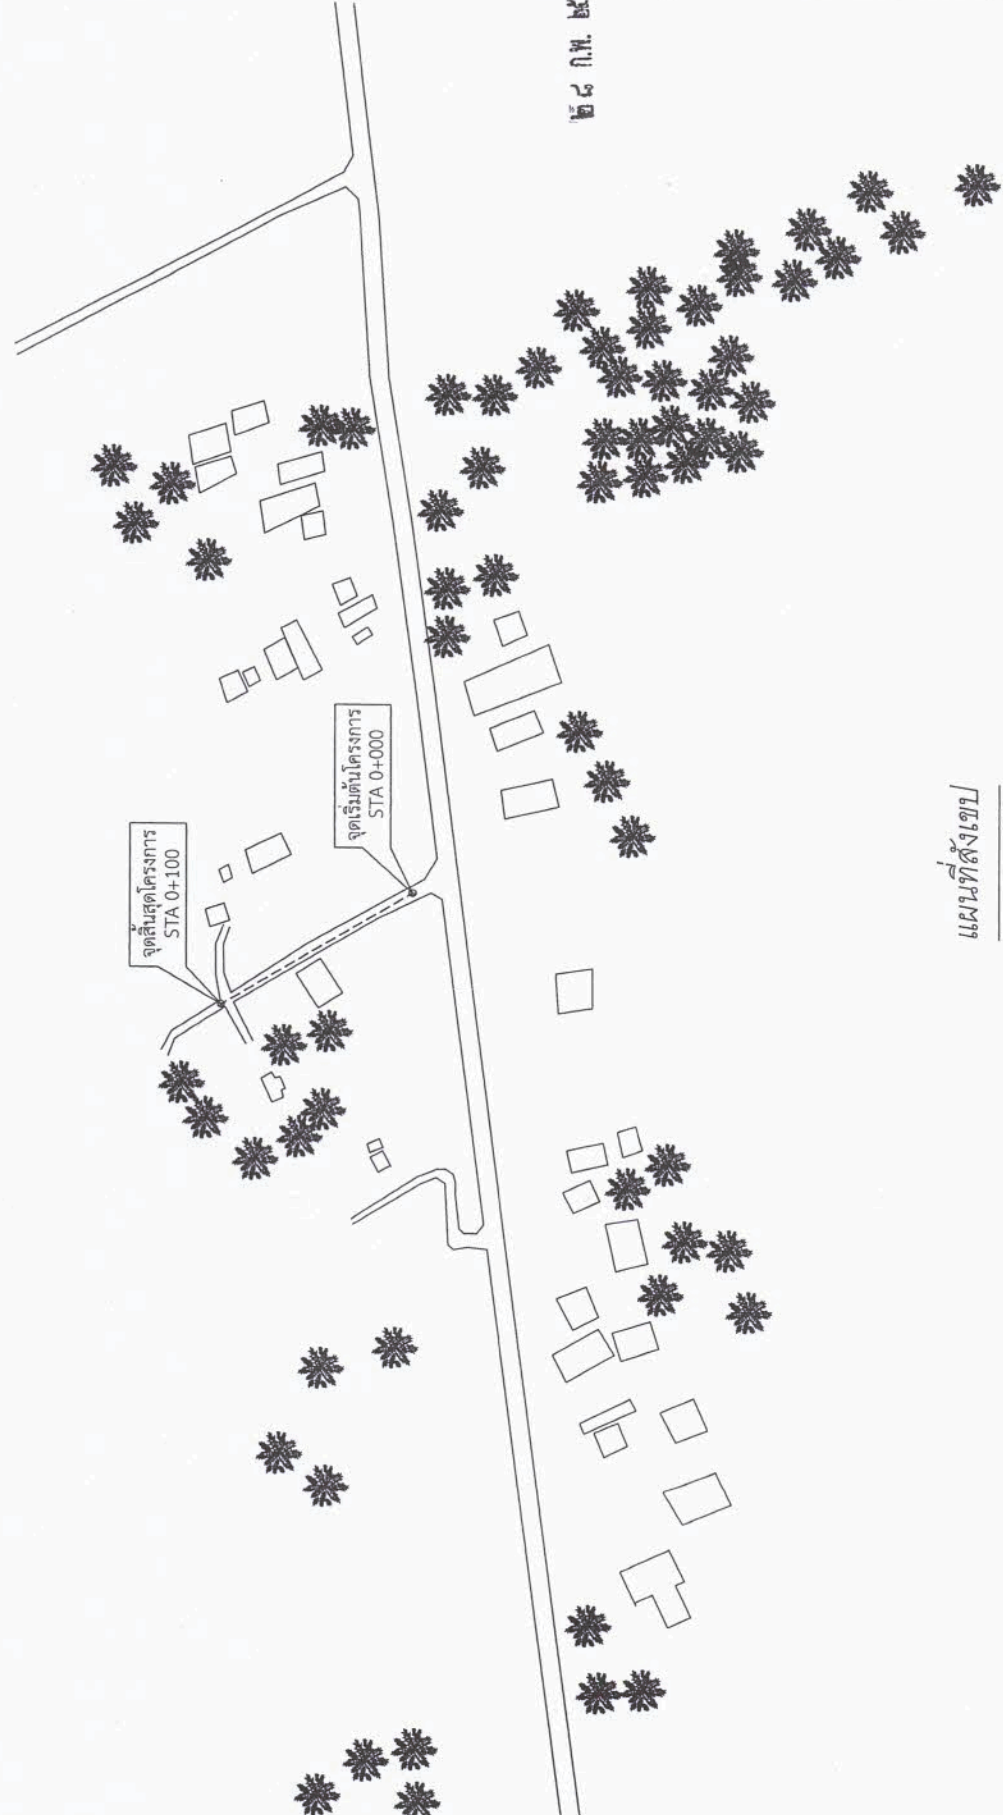 ๒๘ ก.พ.
จุดสิ้นสุดโครงการ
STA 0+100
จุดเริ่มต้นโครงการ
STA 0+000
แผนที่สังเขป